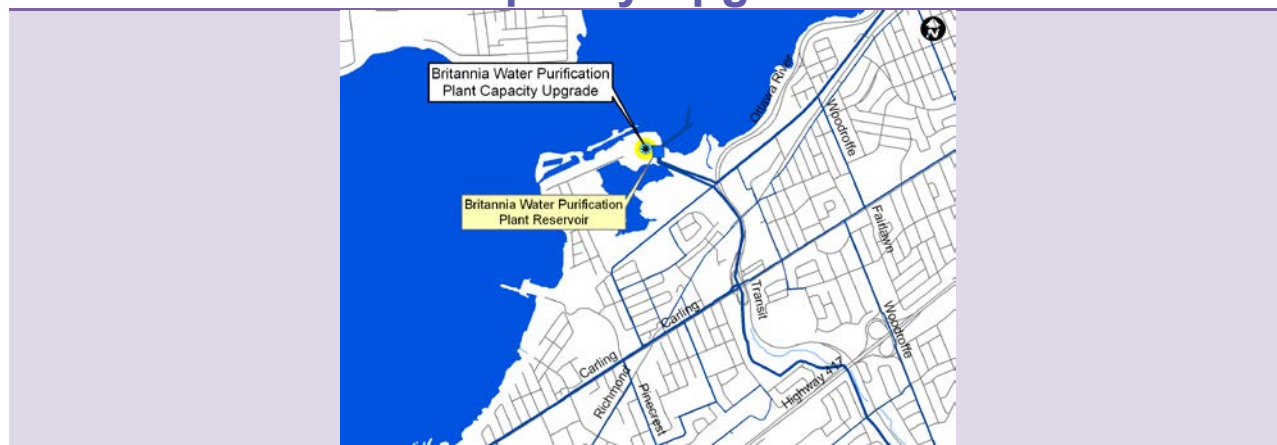 Britannia Water Purification
Plant Capacity Upgrade
N
Ottawa River
Woodroffe
Britannia Water Purification
Plant Reservoir
Fairlawn
Transit
Carling
Woodroffe
Carling
Highway 417
Richmond
Pinecrest